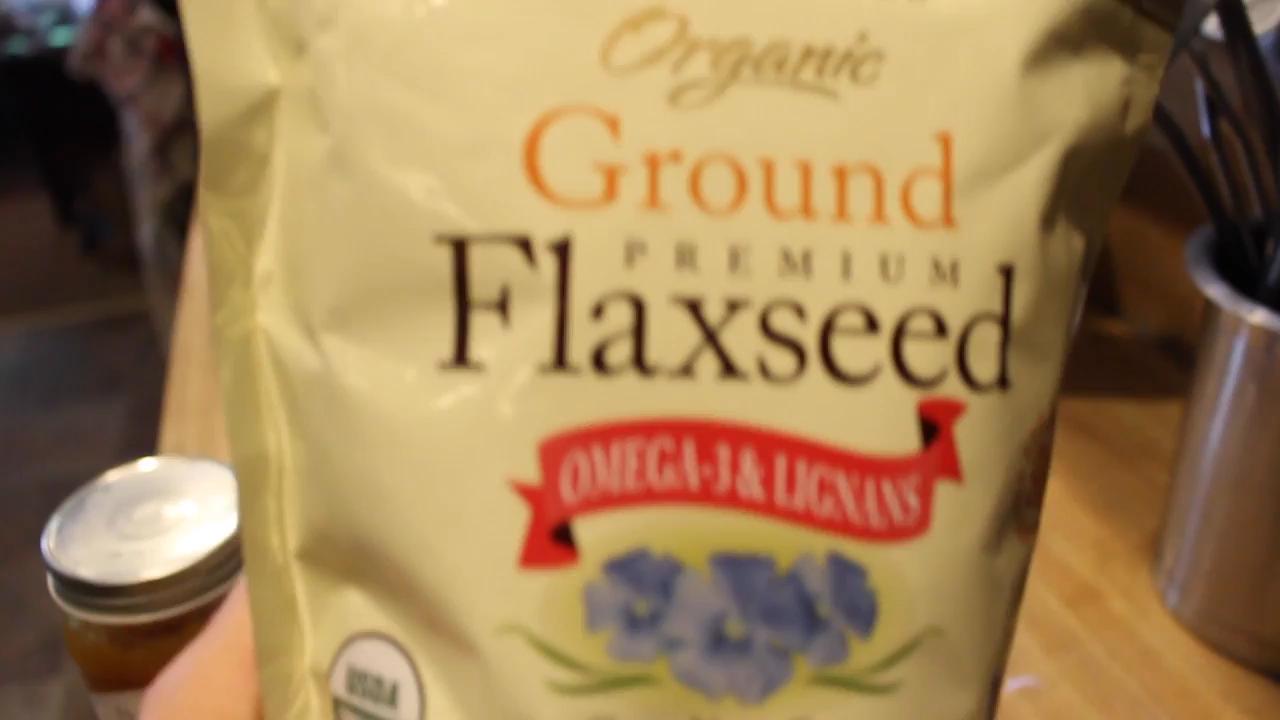 Organic
Ground
PREMIUM
Flaxseed
OMEGA-3 & LIGNANS
USDA